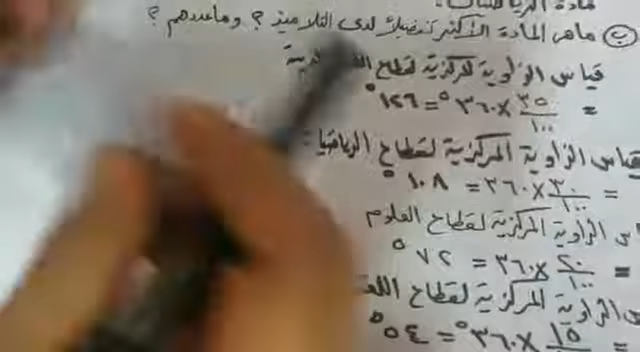 مادة الرياضيات.
ب ما هي المادة الأكثر تفضيلاً لدى التلاميذ ؟ وما عددهم ؟
قياس الزاوية المركزية لقطاع
= ٣٥/١٠٠ × ٣٦٠° = ١٢٦°
قياس الزاوية المركزية لقطاع الرياضيات:
= ٣٠/١٠٠ × ٣٦٠ = ١٠٨°
س الزاوية المركزية لقطاع العلوم
= ٢٠/١٠٠ × ٣٦٠ = ٧٢°
س الزاوية المركزية لقطاع اللغ
= ١٥/١٠٠ × ٣٦٠° = ٥٤°